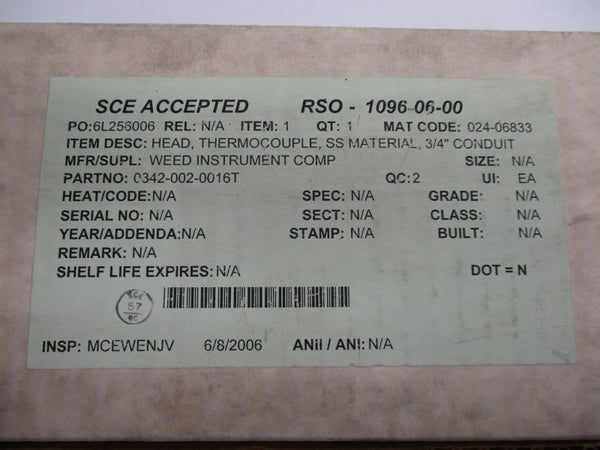 SCE ACCEPTED RSO - 1096-06-00
PO:6L256006 REL: N/A ITEM: 1 QT: 1 MAT CODE: 024-06833
ITEM DESC: HEAD, THERMOCOUPLE, SS MATERIAL, 3/4" CONDUIT
MFR/SUPL: WEED INSTRUMENT COMP SIZE: N/A
PARTNO: 0342-002-0016T QC:2 UI: EA
HEAT/CODE:N/A SPEC: N/A GRADE: N/A
SERIAL NO: N/A SECT: N/A CLASS: N/A
YEAR/ADDENDA:N/A STAMP: N/A BUILT: N/A
REMARK: N/A
SHELF LIFE EXPIRES: N/A DOT = N
SCE
57
QC
INSP: MCEWENJV 6/8/2006 ANII / ANI: N/A